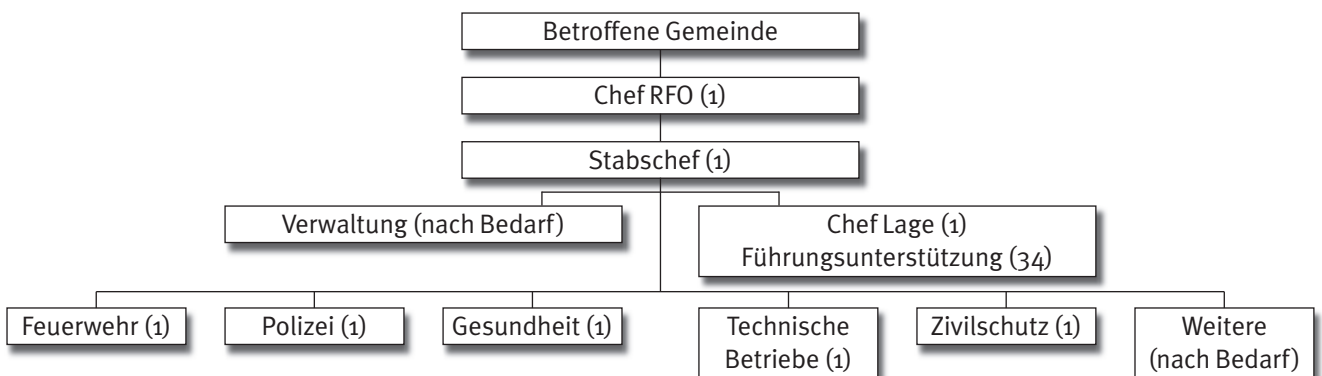 Betroffene Gemeinde
Chef RFO (1)
Stabschef (1)
Verwaltung (nach Bedarf)
Chef Lage (1)
Führungsunterstützung (34)
Feuerwehr (1)
Polizei (1)
Gesundheit (1)
Technische
Betriebe (1)
Zivilschutz (1)
Weitere
(nach Bedarf)